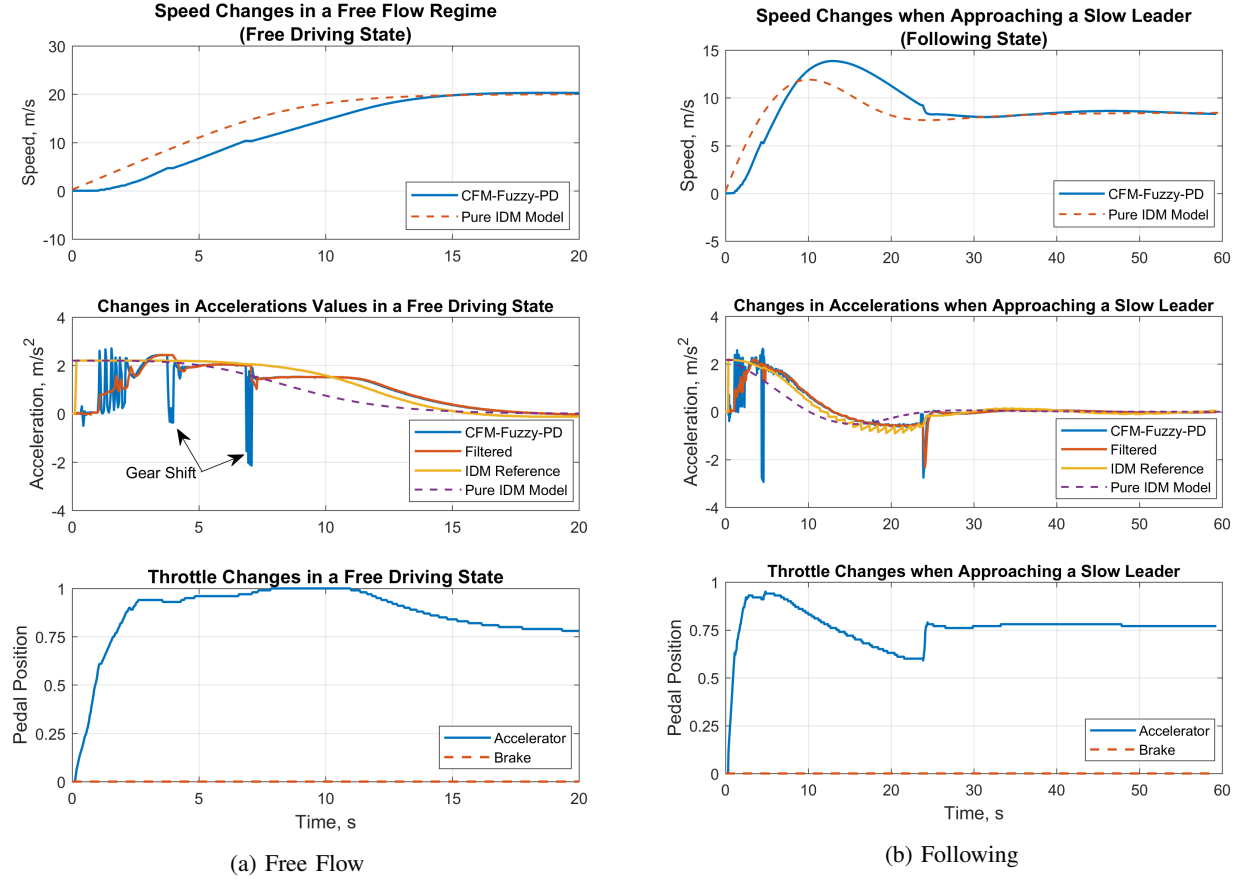 Speed Changes in a Free Flow Regime
(Free Driving State)
30
20
10
0
-10
Speed, m/s
CFM-Fuzzy-PD
Pure IDM Model
0 5 10 15 20
Changes in Accelerations Values in a Free Driving State
4
2
0
-2
-4
Acceleration, m/s²
Gear Shift
CFM-Fuzzy-PD
Filtered
IDM Reference
Pure IDM Model
0 5 10 15 20
Throttle Changes in a Free Driving State
1
0.75
0.5
0.25
0
Pedal Position
Accelerator
Brake
0 5 10 15 20
Time, s
(a) Free Flow
Speed Changes when Approaching a Slow Leader
(Following State)
15
10
5
0
-5
Speed, m/s
CFM-Fuzzy-PD
Pure IDM Model
0 10 20 30 40 50 60
Changes in Accelerations when Approaching a Slow Leader
4
2
0
-2
-4
Acceleration, m/s²
CFM-Fuzzy-PD
Filtered
IDM Reference
Pure IDM Model
0 10 20 30 40 50 60
Throttle Changes when Approaching a Slow Leader
1
0.75
0.5
0.25
0
Pedal Position
Accelerator
Brake
0 10 20 30 40 50 60
Time, s
(b) Following